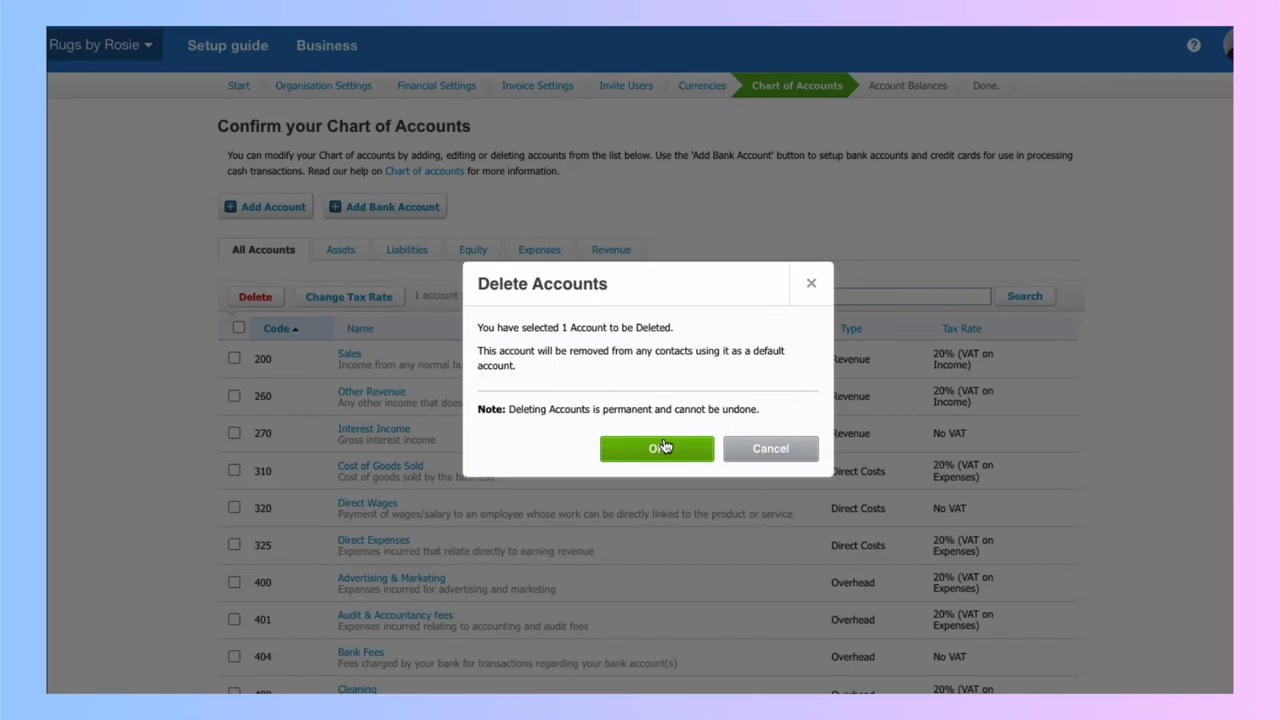 Rugs by Rosie
Setup guide
Business
Start
Organisation Settings
Financial Settings
Invoice Settings
Invite Users
Currencies
Chart of Accounts
Account Balances
Done.
Confirm your Chart of Accounts
You can modify your Chart of accounts by adding, editing or deleting accounts from the list below. Use the 'Add Bank Account' button to setup bank accounts and credit cards for use in processing
cash transactions. Read our help on Chart of accounts for more information.
Add Account
Add Bank Account
All Accounts
Assets
Liabilities
Equity
Expenses
Revenue
Delete
Change Tax Rate
1 account
Search
Delete Accounts
You have selected 1 Account to be Deleted.
This account will be removed from any contacts using it as a default
account.
Note: Deleting Accounts is permanent and cannot be undone.
Cancel
Code
Name
Type
Tax Rate
200
Sales
Income from any normal
Revenue
20% (VAT on
Income)
260
Other Revenue
Any other income that does
Revenue
20% (VAT on
Income)
270
Interest Income
Gross interest income
Revenue
No VAT
310
Cost of Goods Sold
Cost of goods sold by the
Direct Costs
20% (VAT on
Expenses)
320
Direct Wages
Payment of wages/salary to an employee whose work can be directly linked to the product or service
Direct Costs
No VAT
325
Direct Expenses
Expenses incurred that relate directly to earning revenue
Direct Costs
20% (VAT on
Expenses)
400
Advertising & Marketing
Expenses incurred for advertising and marketing
Overhead
20% (VAT on
Expenses)
401
Audit & Accountancy fees
Expenses incurred relating to accounting and audit fees
Overhead
20% (VAT on
Expenses)
404
Bank Fees
Fees charged by your bank for transactions regarding your bank account(s)
Overhead
No VAT
Cleaning
20% (VAT on